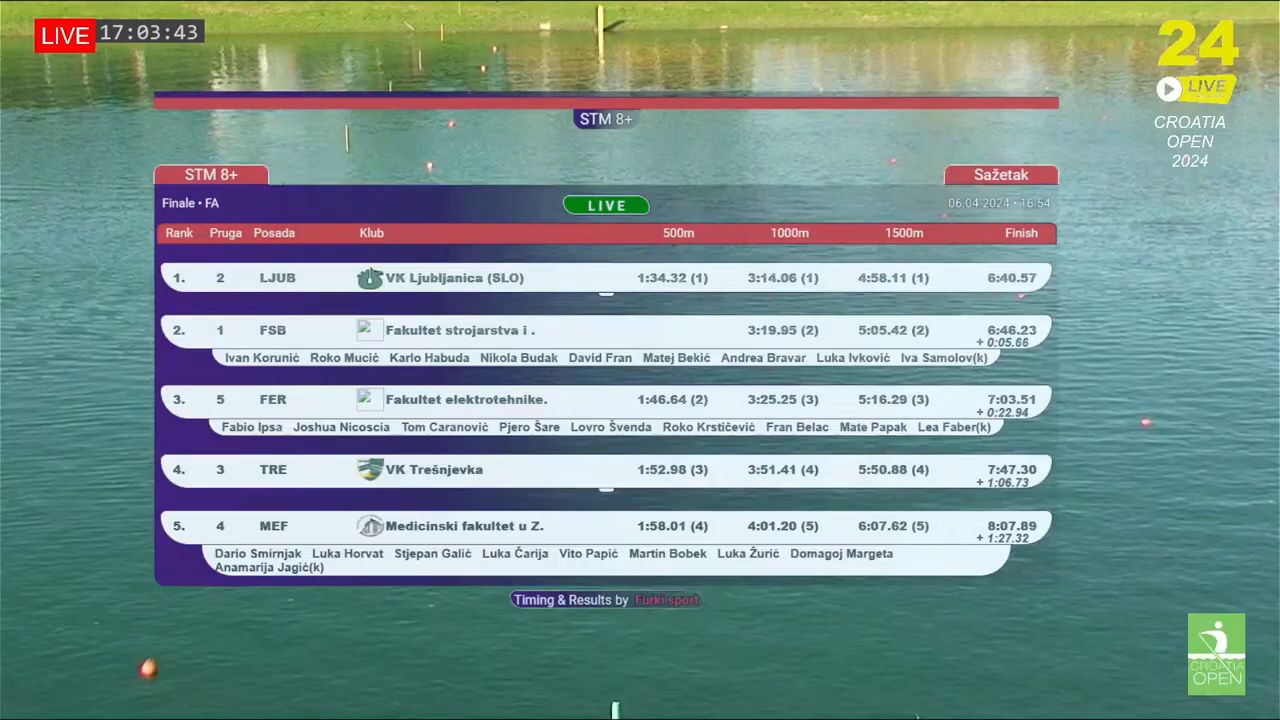 LIVE 17:03:43
24
LIVE
CROATIA
OPEN
2024
STM 8+
STM 8+ Sažetak
Finale • FA LIVE 06.04.2024 • 16:54
Rank Pruga Posada Klub 500m 1000m 1500m Finish
1. 2 LJUB VK Ljubljanica (SLO) 1:34.32 (1) 3:14.06 (1) 4:58.11 (1) 6:40.57
2. 1 FSB Fakultet strojarstva i . 3:19.95 (2) 5:05.42 (2) 6:46.23
+ 0:05.66
Ivan Korunić Roko Mucić Karlo Habuda Nikola Budak David Fran Matej Bekić Andrea Bravar Luka Ivković Iva Samolov(k)
3. 5 FER Fakultet elektrotehnike. 1:46.64 (2) 3:25.25 (3) 5:16.29 (3) 7:03.51
+ 0:22.94
Fabio Ipsa Joshua Nicoscia Tom Caranović Pjero Šare Lovro Švenda Roko Krstičević Fran Belac Mate Papak Lea Faber(k)
4. 3 TRE VK Trešnjevka 1:52.98 (3) 3:51.41 (4) 5:50.88 (4) 7:47.30
+ 1:06.73
5. 4 MEF Medicinski fakultet u Z. 1:58.01 (4) 4:01.20 (5) 6:07.62 (5) 8:07.89
+ 1:27.32
Dario Smirnjak Luka Horvat Stjepan Galić Luka Čarija Vito Papić Martin Bobek Luka Žurić Domagoj Margeta
Anamarija Jagić(k)
Timing & Results by Furki sport
CROATIA
OPEN